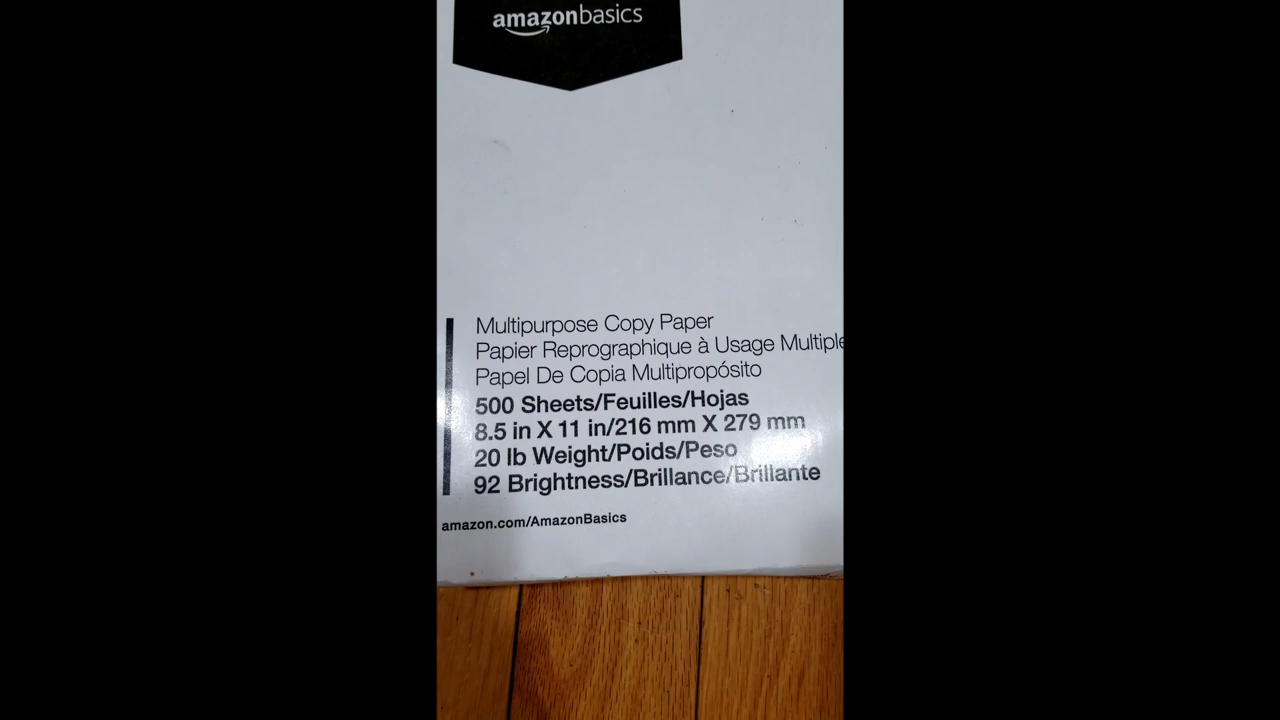 amazonbasics
Multipurpose Copy Paper
Papier Reprographique à Usage Multiple
Papel De Copia Multipropósito
500 Sheets/Feuilles/Hojas
8.5 in X 11 in/216 mm X 279 mm
20 lb Weight/Poids/Peso
92 Brightness/Brillance/Brillante
amazon.com/AmazonBasics